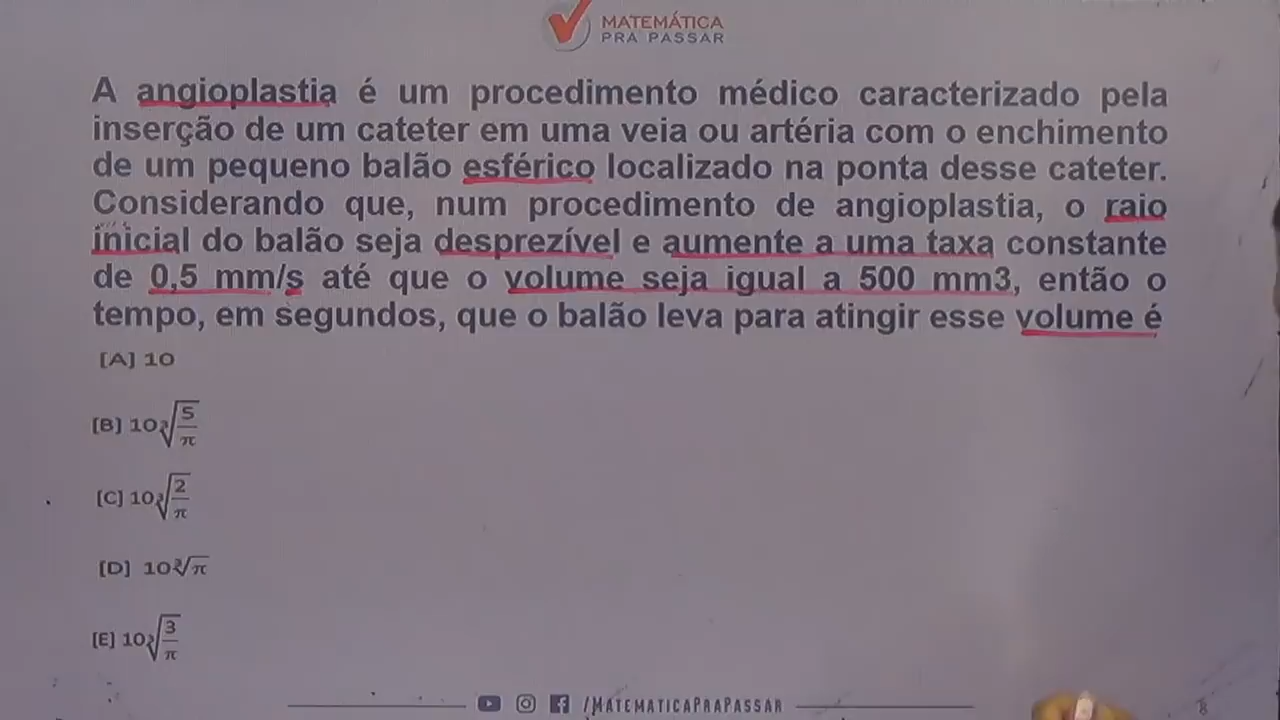 MATEMÁTICA
PRA PASSAR
A angioplastia é um procedimento médico caracterizado pela
inserção de um cateter em uma veia ou artéria com o enchimento
de um pequeno balão esférico localizado na ponta desse cateter.
Considerando que, num procedimento de angioplastia, o raio
inicial do balão seja desprezível e aumente a uma taxa constante
de 0,5 mm/s até que o volume seja igual a 500 mm3, então o
tempo, em segundos, que o balão leva para atingir esse volume é
[A] 10
[B] 10∛(5/π)
[C] 10∛(2/π)
[D] 10∛π
[E] 10∛(3/π)
/MATEMATICAPRAPASSAR
8